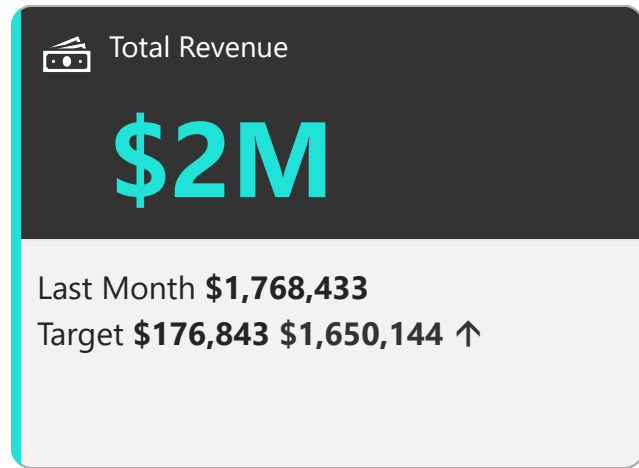 Total Revenue
$2M
Last Month $1,768,433
Target $176,843 $1,650,144 ↑